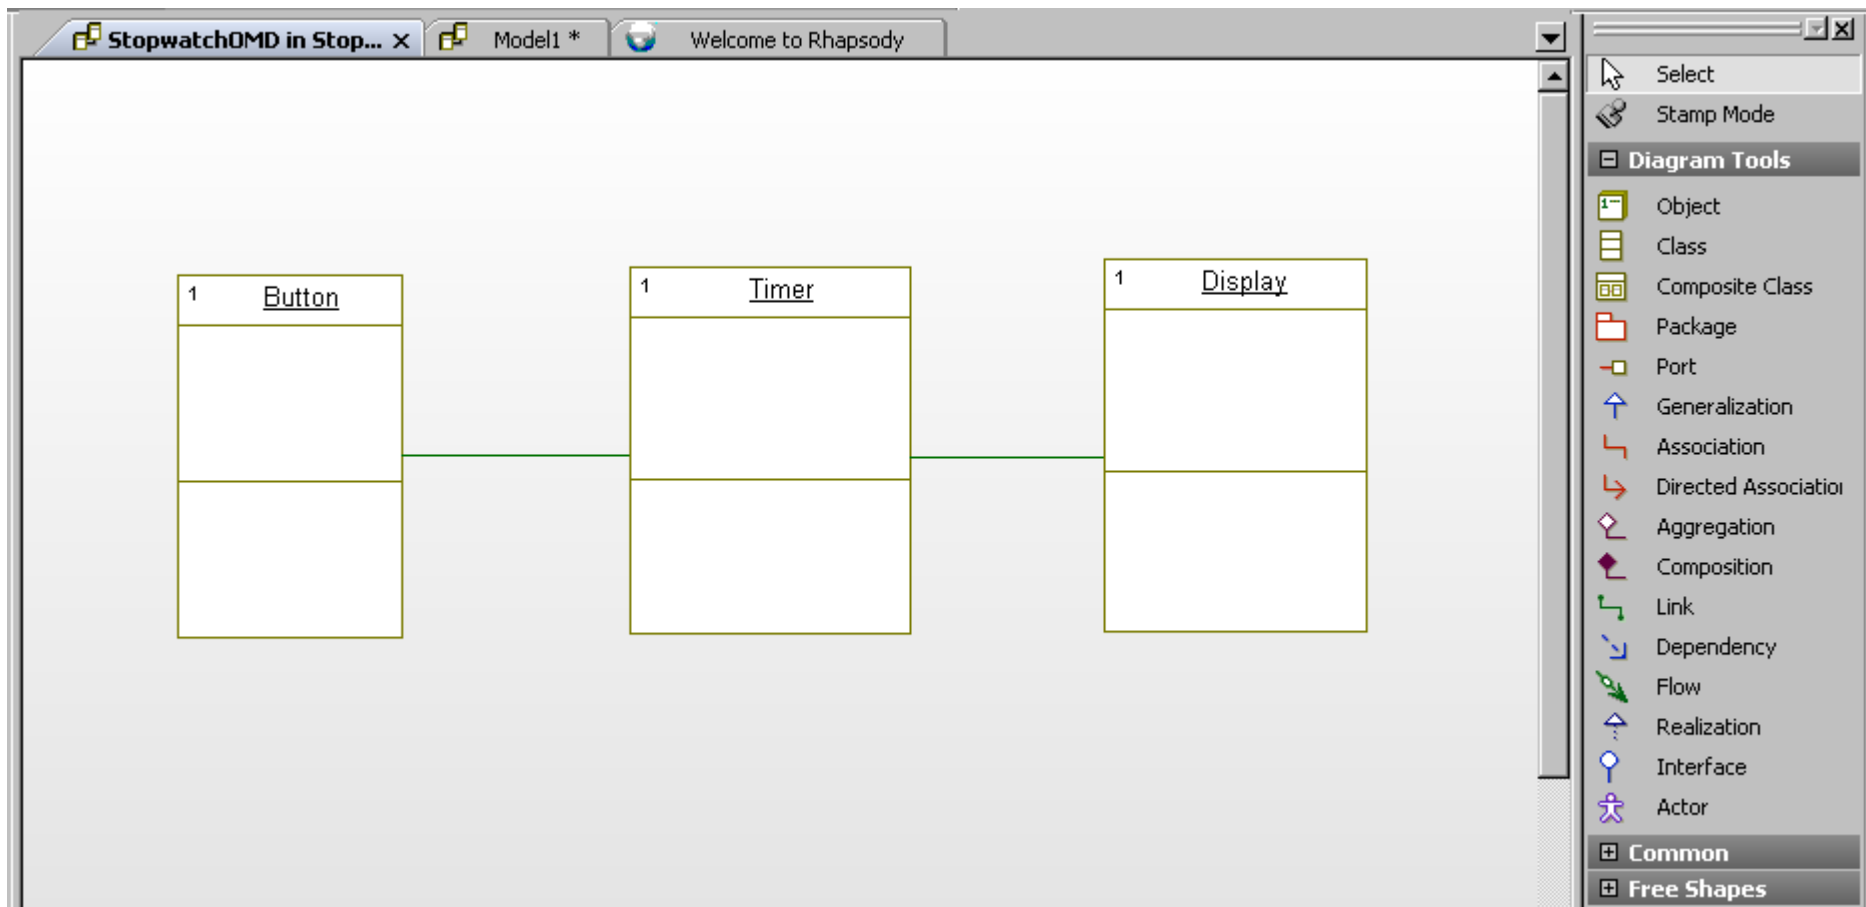 StopwatchOMD in Stop...
Model1 *
Welcome to Rhapsody
1 Button
1 Timer
1 Display
Select
Stamp Mode
Diagram Tools
Object
Class
Composite Class
Package
Port
Generalization
Association
Directed Association
Aggregation
Composition
Link
Dependency
Flow
Realization
Interface
Actor
Common
Free Shapes